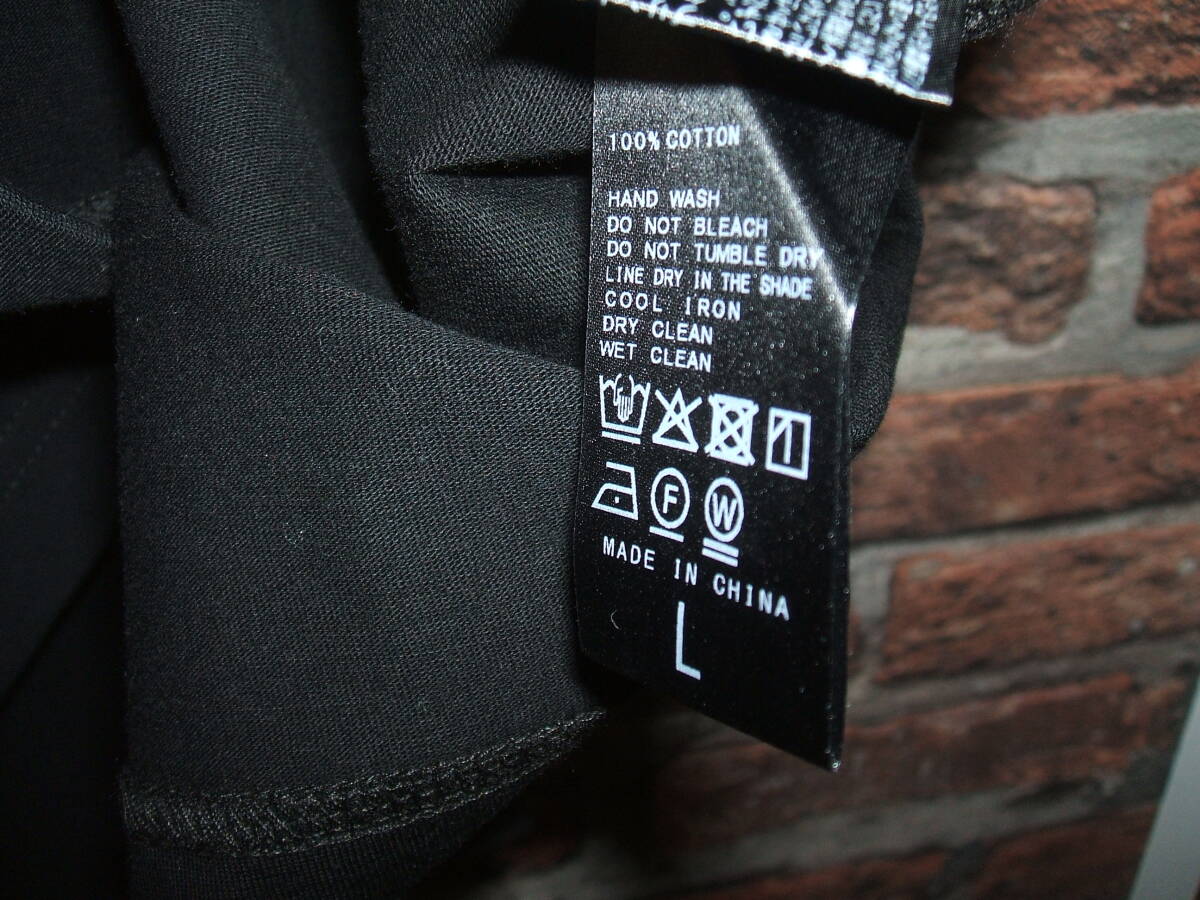 100% COTTON
HAND WASH
DO NOT BLEACH
DO NOT TUMBLE DRY
LINE DRY IN THE SHADE
COOL IRON
DRY CLEAN
WET CLEAN
F W
MADE IN CHINA
L